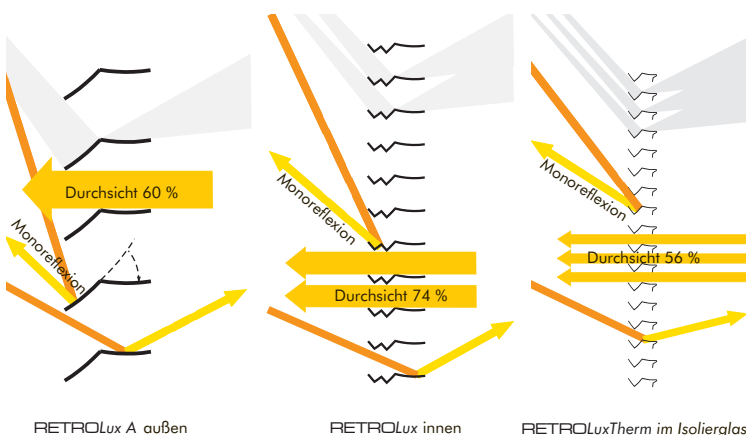 Durchsicht 60 %
Monoreflexion
RETROLux A außen
Monoreflexion
Durchsicht 74 %
RETROLux innen
Monoreflexion
Durchsicht 56 %
RETROLuxTherm im Isolierglas